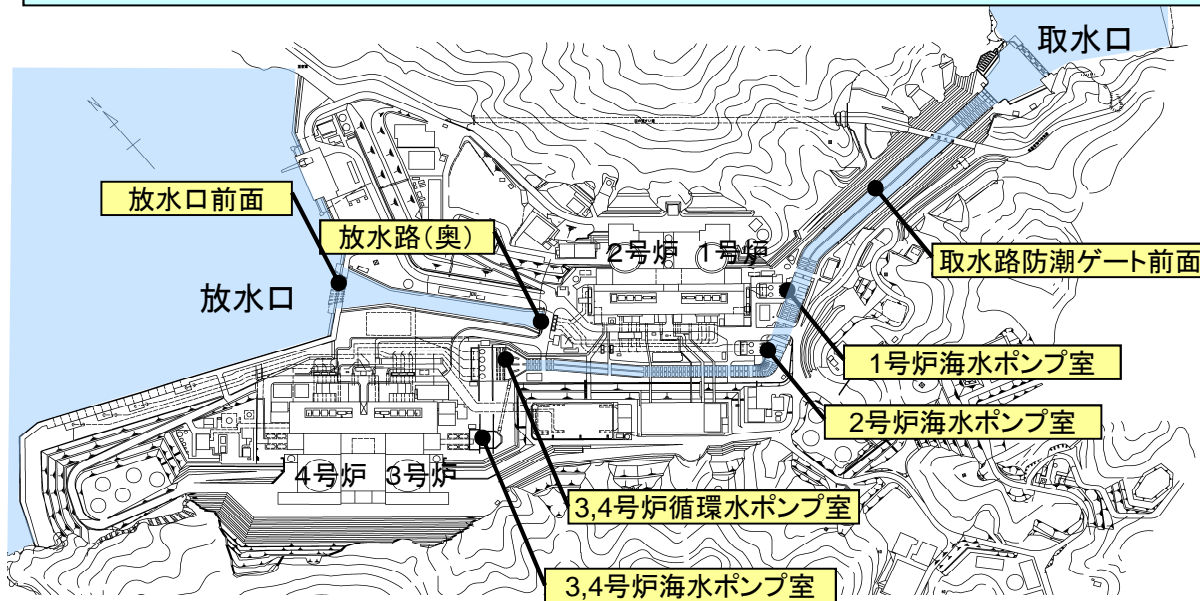 取水口
放水口前面
放水路(奥)
2号炉 1号炉
取水路防潮ゲート前面
放水口
1号炉海水ポンプ室
2号炉海水ポンプ室
4号炉 3号炉
3,4号炉循環水ポンプ室
3,4号炉海水ポンプ室